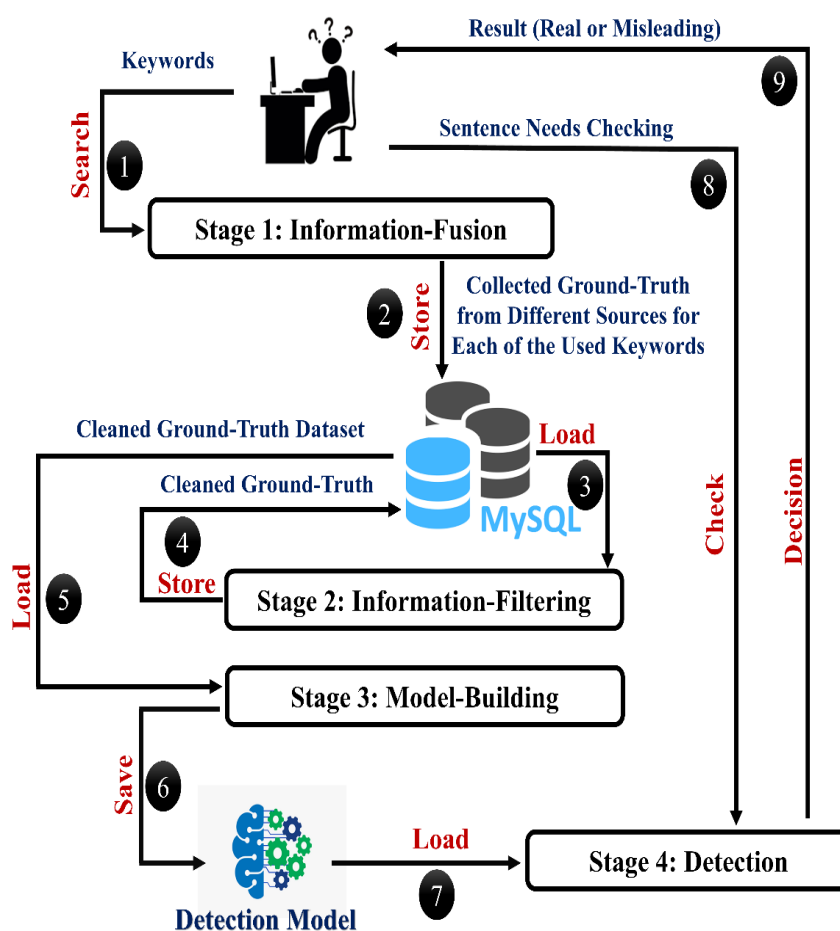 ? ? ?
Result (Real or Misleading)
Keywords
9
Search
1
Sentence Needs Checking
8
Stage 1: Information-Fusion
2
Store
Collected Ground-Truth
from Different Sources for
Each of the Used Keywords
Cleaned Ground-Truth Dataset
Load
3
Cleaned Ground-Truth
MySQL
4
Store
Check
Decision
Load
5
Stage 2: Information-Filtering
Stage 3: Model-Building
Save
6
Load
7
Stage 4: Detection
Detection Model